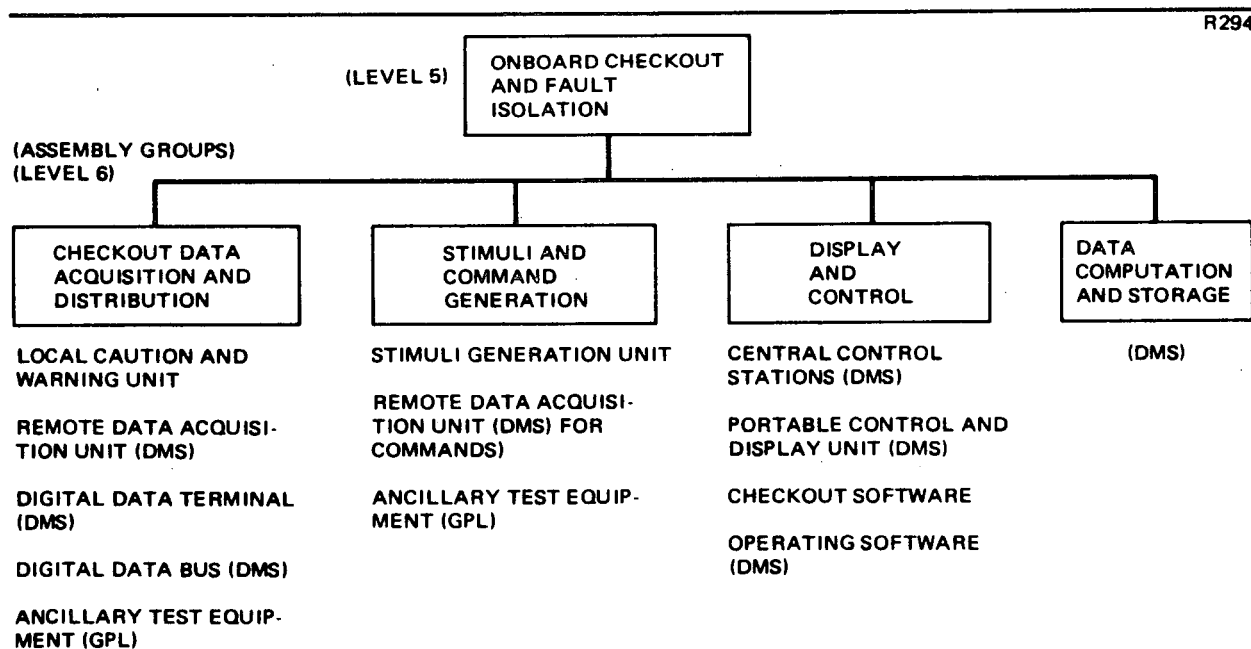 R294
(LEVEL 5)
ONBOARD CHECKOUT
AND FAULT
ISOLATION
(ASSEMBLY GROUPS)
(LEVEL 6)
CHECKOUT DATA
ACQUISITION AND
DISTRIBUTION
LOCAL CAUTION AND
WARNING UNIT
REMOTE DATA ACQUISI-
TION UNIT (DMS)
DIGITAL DATA TERMINAL
(DMS)
DIGITAL DATA BUS (DMS)
ANCILLARY TEST EQUIP-
MENT (GPL)
STIMULI AND
COMMAND
GENERATION
STIMULI GENERATION UNIT
REMOTE DATA ACQUISI-
TION UNIT (DMS) FOR
COMMANDS)
ANCILLARY TEST EQUIP-
MENT (GPL)
DISPLAY
AND
CONTROL
CENTRAL CONTROL
STATIONS (DMS)
PORTABLE CONTROL AND
DISPLAY UNIT (DMS)
CHECKOUT SOFTWARE
OPERATING SOFTWARE
(DMS)
DATA
COMPUTATION
AND STORAGE
(DMS)